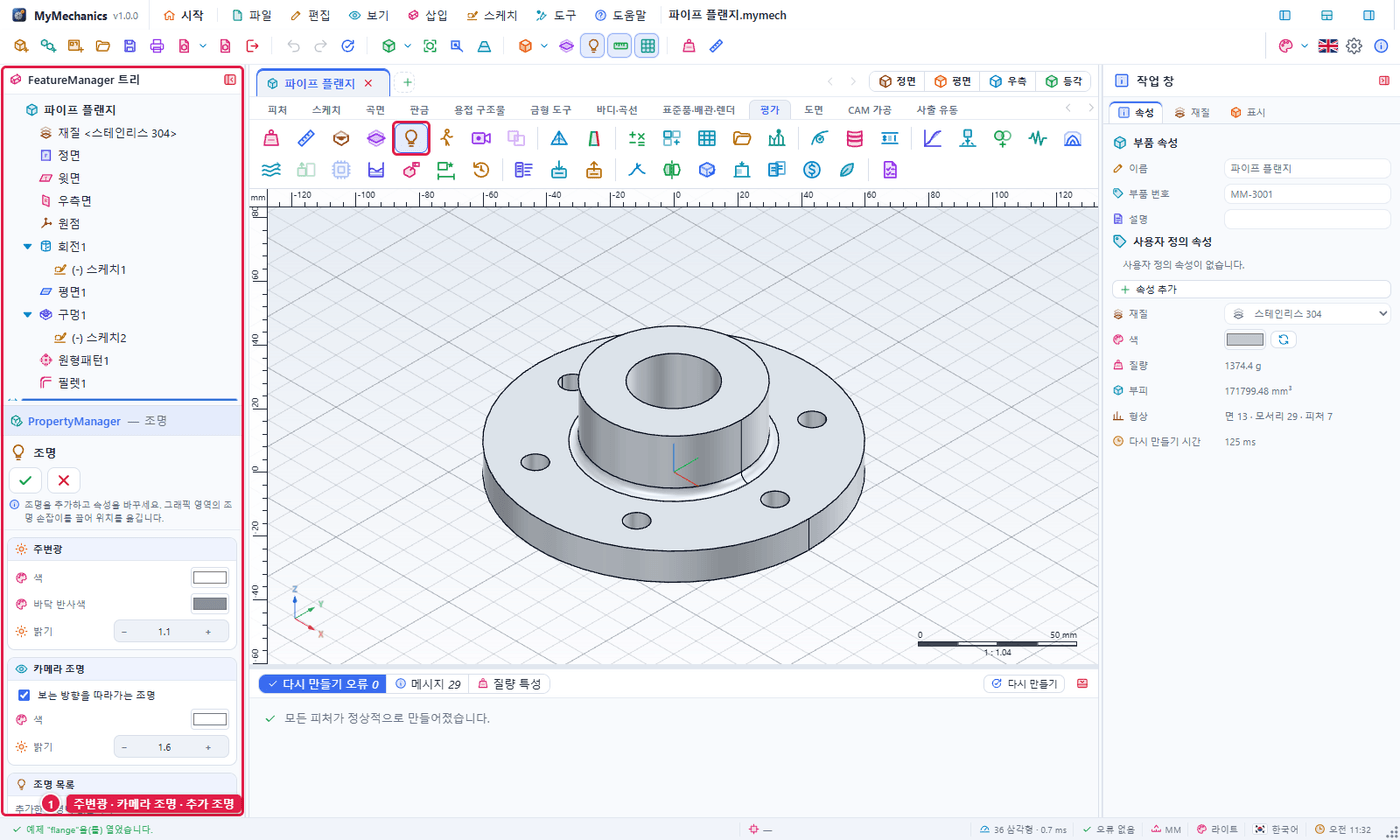 MyMechanics v1.0.0 시작 파일 편집 보기 삽입 스케치 도구 도움말 파이프 플랜지.mymech
FeatureManager 트리
파이프 플랜지
재질 <스테인리스 304>
정면
윗면
우측면
원점
회전1
(-) 스케치1
평면1
구멍1
(-) 스케치2
원형패턴1
필렛1
PropertyManager — 조명
조명
조명을 추가하고 속성을 바꾸세요. 그래픽 영역의 조
명 손잡이를 끌어 위치를 옮깁니다.
주변광
색
바닥 반사색
밝기 − 1.1 +
카메라 조명
보는 방향을 따라가는 조명
색
밝기 − 1.6 +
조명 목록
1 주변광 · 카메라 조명 · 추가 조명
파이프 플랜지
정면 평면 우측 등각
피처 스케치 곡면 판금 용접 구조물 금형 도구 바디·곡선 표준품·배관·렌더 평가 도면 CAM 가공 사출 유동
mm -120 -100 -80 -60 -40 -20 0 20 40 60 80 100 120
80
60
40
20
0
-20
-40
-60
Z
Y
X
0 50 mm
1 : 1.04
다시 만들기 오류 0 메시지 29 질량 특성 다시 만들기
모든 피처가 정상적으로 만들어졌습니다.
작업 창
속성 재질 표시
부품 속성
이름 파이프 플랜지
부품 번호 MM-3001
설명
사용자 정의 속성
사용자 정의 속성이 없습니다.
+ 속성 추가
재질 스테인리스 304
색
질량 1374.4 g
부피 171799.48 mm³
형상 면 13 · 모서리 29 · 피처 7
다시 만들기 시간 125 ms
예제 "flange"을(를) 열었습니다. — 36 삼각형 · 0.7 ms 오류 없음 MM 라이트 한국어 오전 11:32